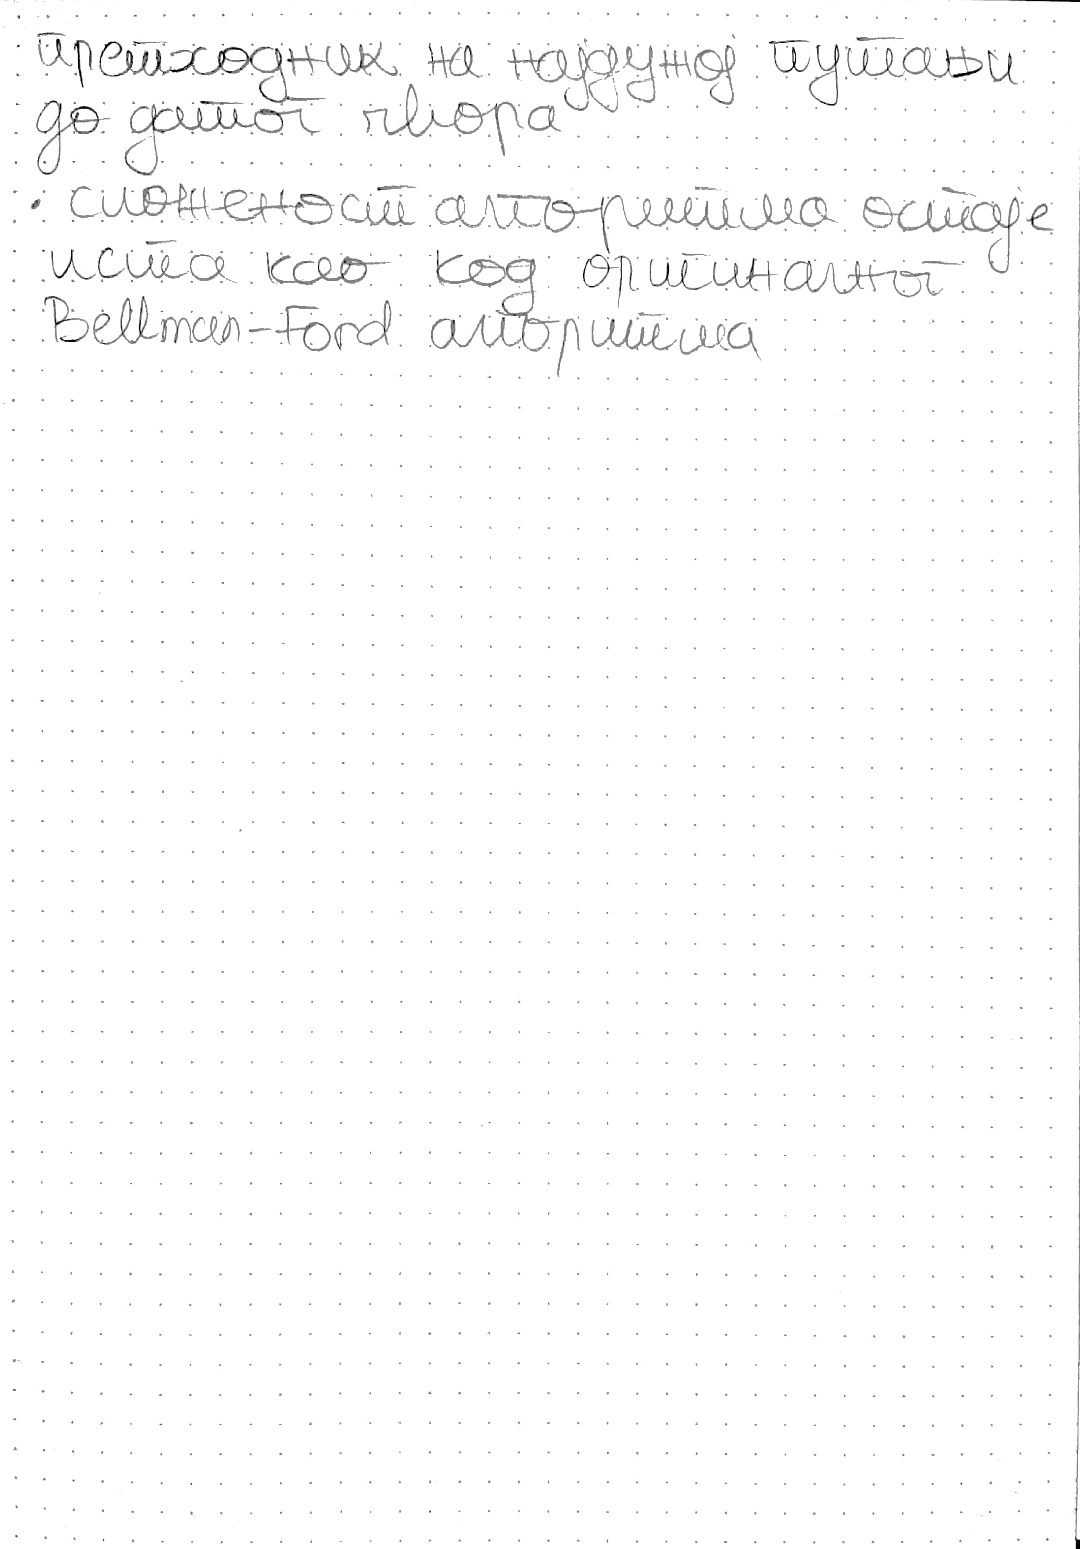 претходник на најдужој путањи
до датог чвора
• сложеност алгоритма остаје
иста као код оригиналног
Bellman-Ford алгоритма